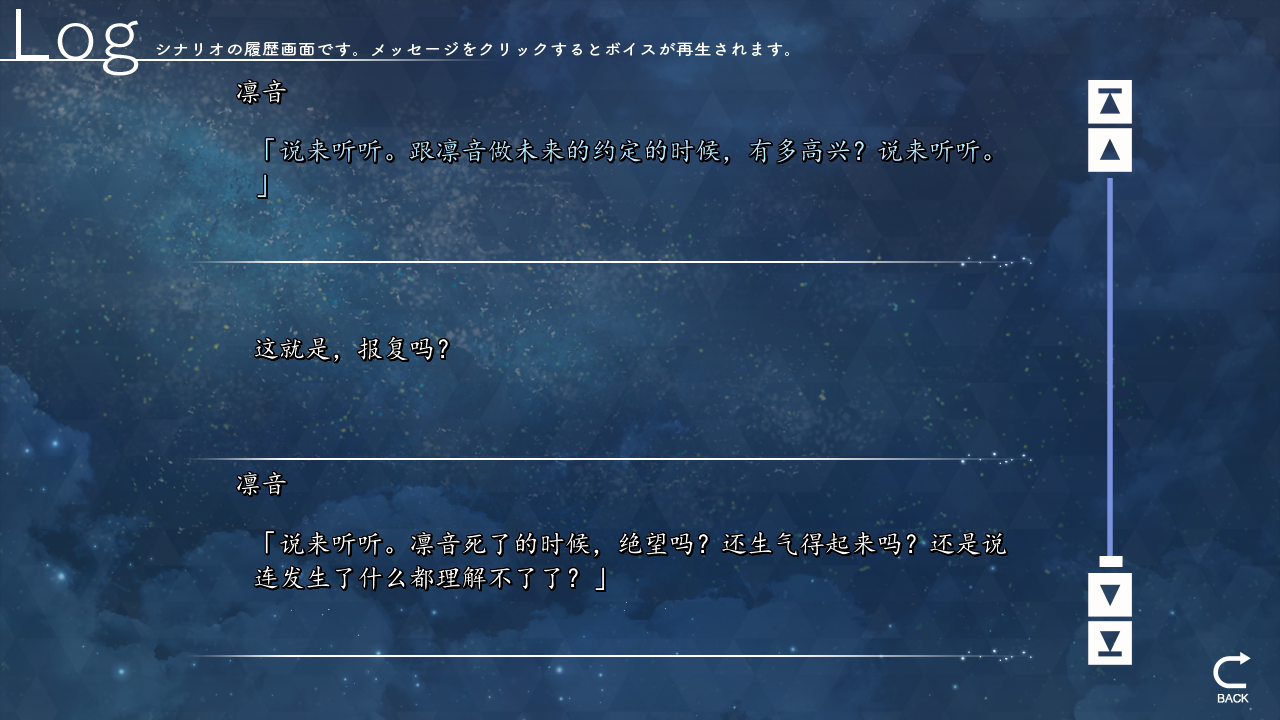 Log
シナリオの履歴画面です。メッセージをクリックするとボイスが再生されます。
凛音
「说来听听。跟凛音做未来的约定的时候，有多高兴？说来听听。
」
这就是，报复吗？
凛音
「说来听听。凛音死了的时候，绝望吗？还生气得起来吗？还是说
连发生了什么都理解不了了？」
BACK